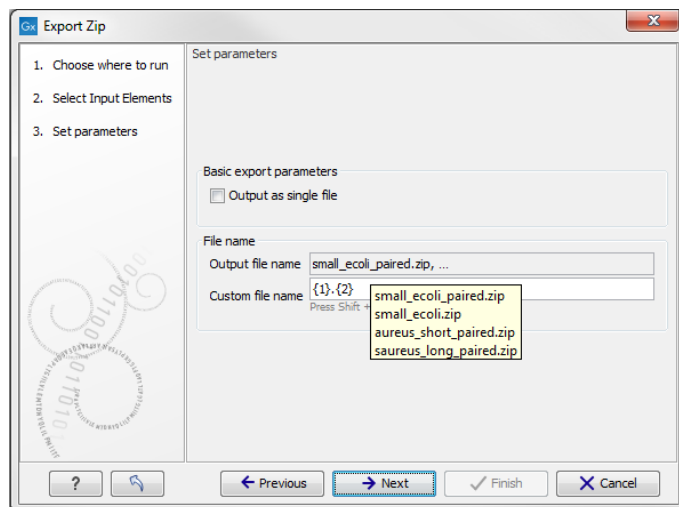 Gx Export Zip
1. Choose where to run
2. Select Input Elements
3. Set parameters
Set parameters
Basic export parameters
Output as single file
File name
Output file name small_ecoli_paired.zip, ...
Custom file name {1}.{2}
Press Shift +
small_ecoli_paired.zip
small_ecoli.zip
aureus_short_paired.zip
saureus_long_paired.zip
? Previous Next Finish Cancel